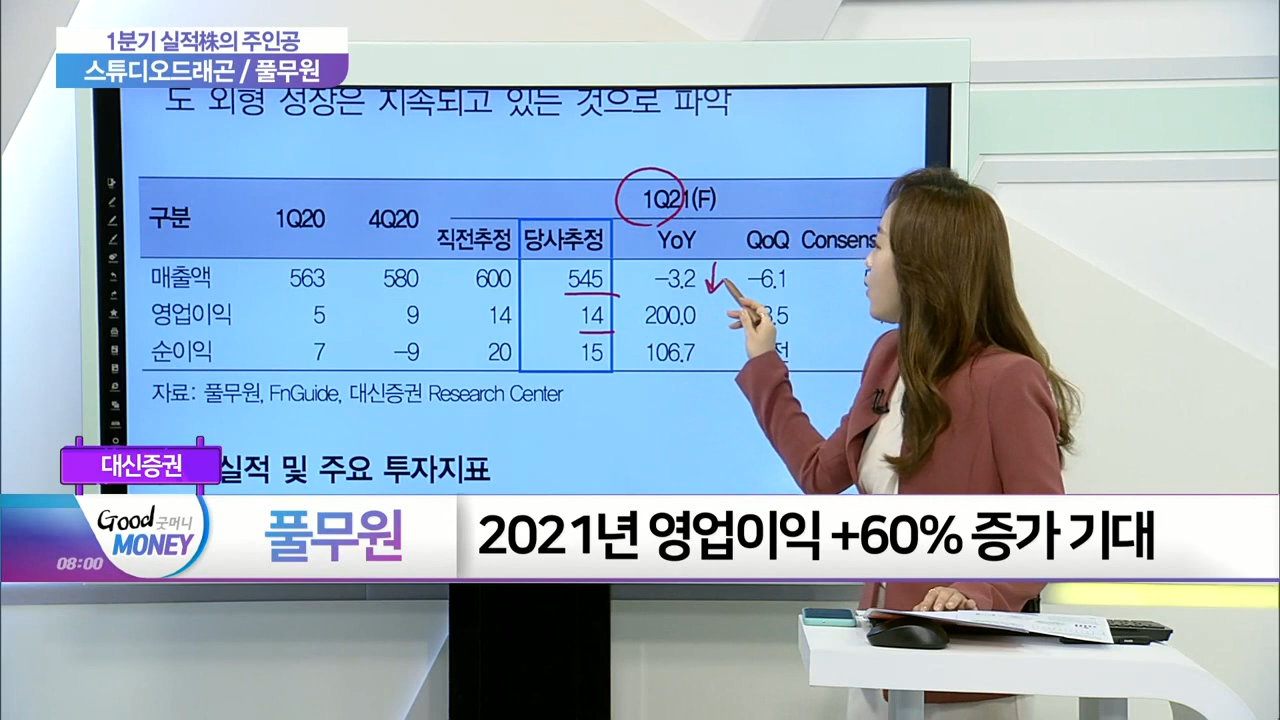 1분기 실적株의 주인공
스튜디오드래곤 / 풀무원
도 외형 성장은 지속되고 있는 것으로 파악
구분 1Q20 4Q20 1Q21(F)
직전추정 당사추정 YoY QoQ Consens
매출액 563 580 600 545 -3.2 -6.1
영업이익 5 9 14 14 200.0
순이익 7 -9 20 15 106.7
자료: 풀무원, FnGuide, 대신증권 Research Center
대신증권 실적 및 주요 투자지표
Good 굿머니
MONEY
08:00
풀무원 2021년 영업이익 +60% 증가 기대